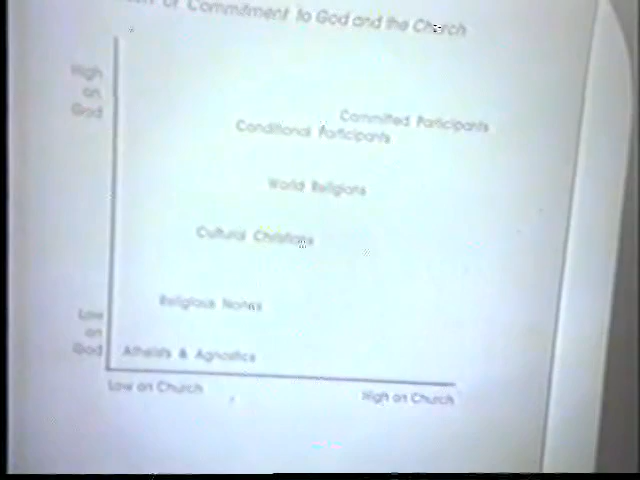 of Commitment to God and the Church
High
on
God
Committed Participants
Conditional Participants
World Religions
Cultural Christians
Religious Nones
Low
on
God
Atheists & Agnostics
Low on Church
High on Church